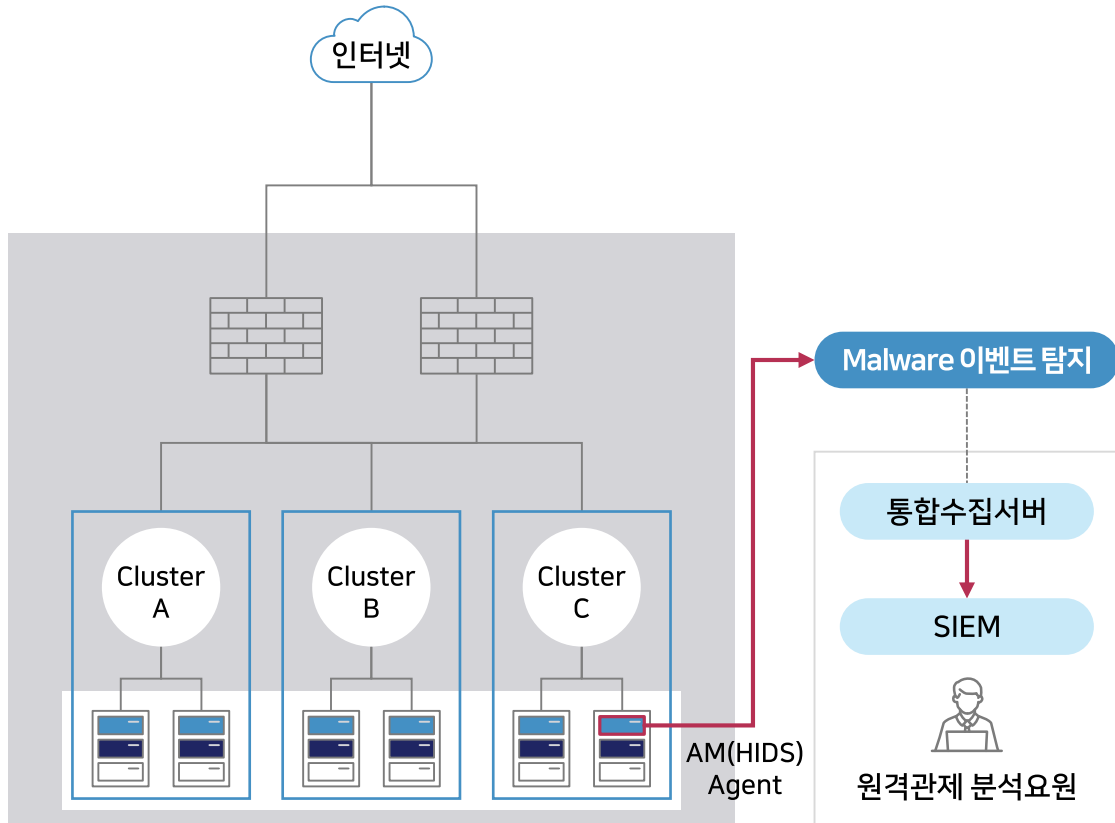 인터넷
Malware 이벤트 탐지
통합수집서버
Cluster
A
Cluster
B
Cluster
C
SIEM
AM(HIDS)
Agent
원격관제 분석요원